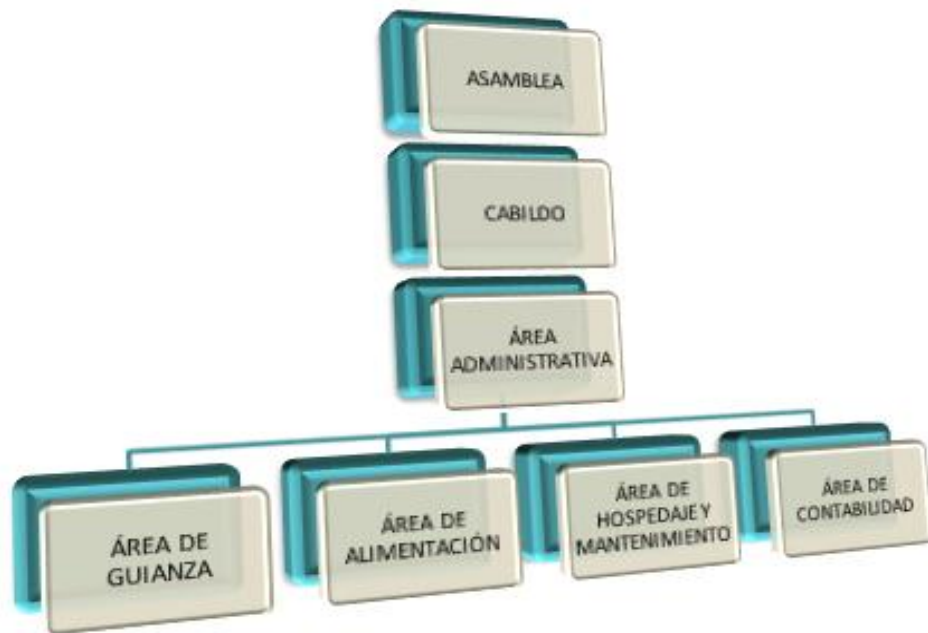 ASAMBLEA
CABILDO
ÁREA
ADMINISTRATIVA
ÁREA DE
GUIANZA
ÁREA DE
ALIMENTACIÓN
ÁREA DE
HOSPEDAJE Y
MANTENIMIENTO
ÁREA DE
CONTABILIDAD